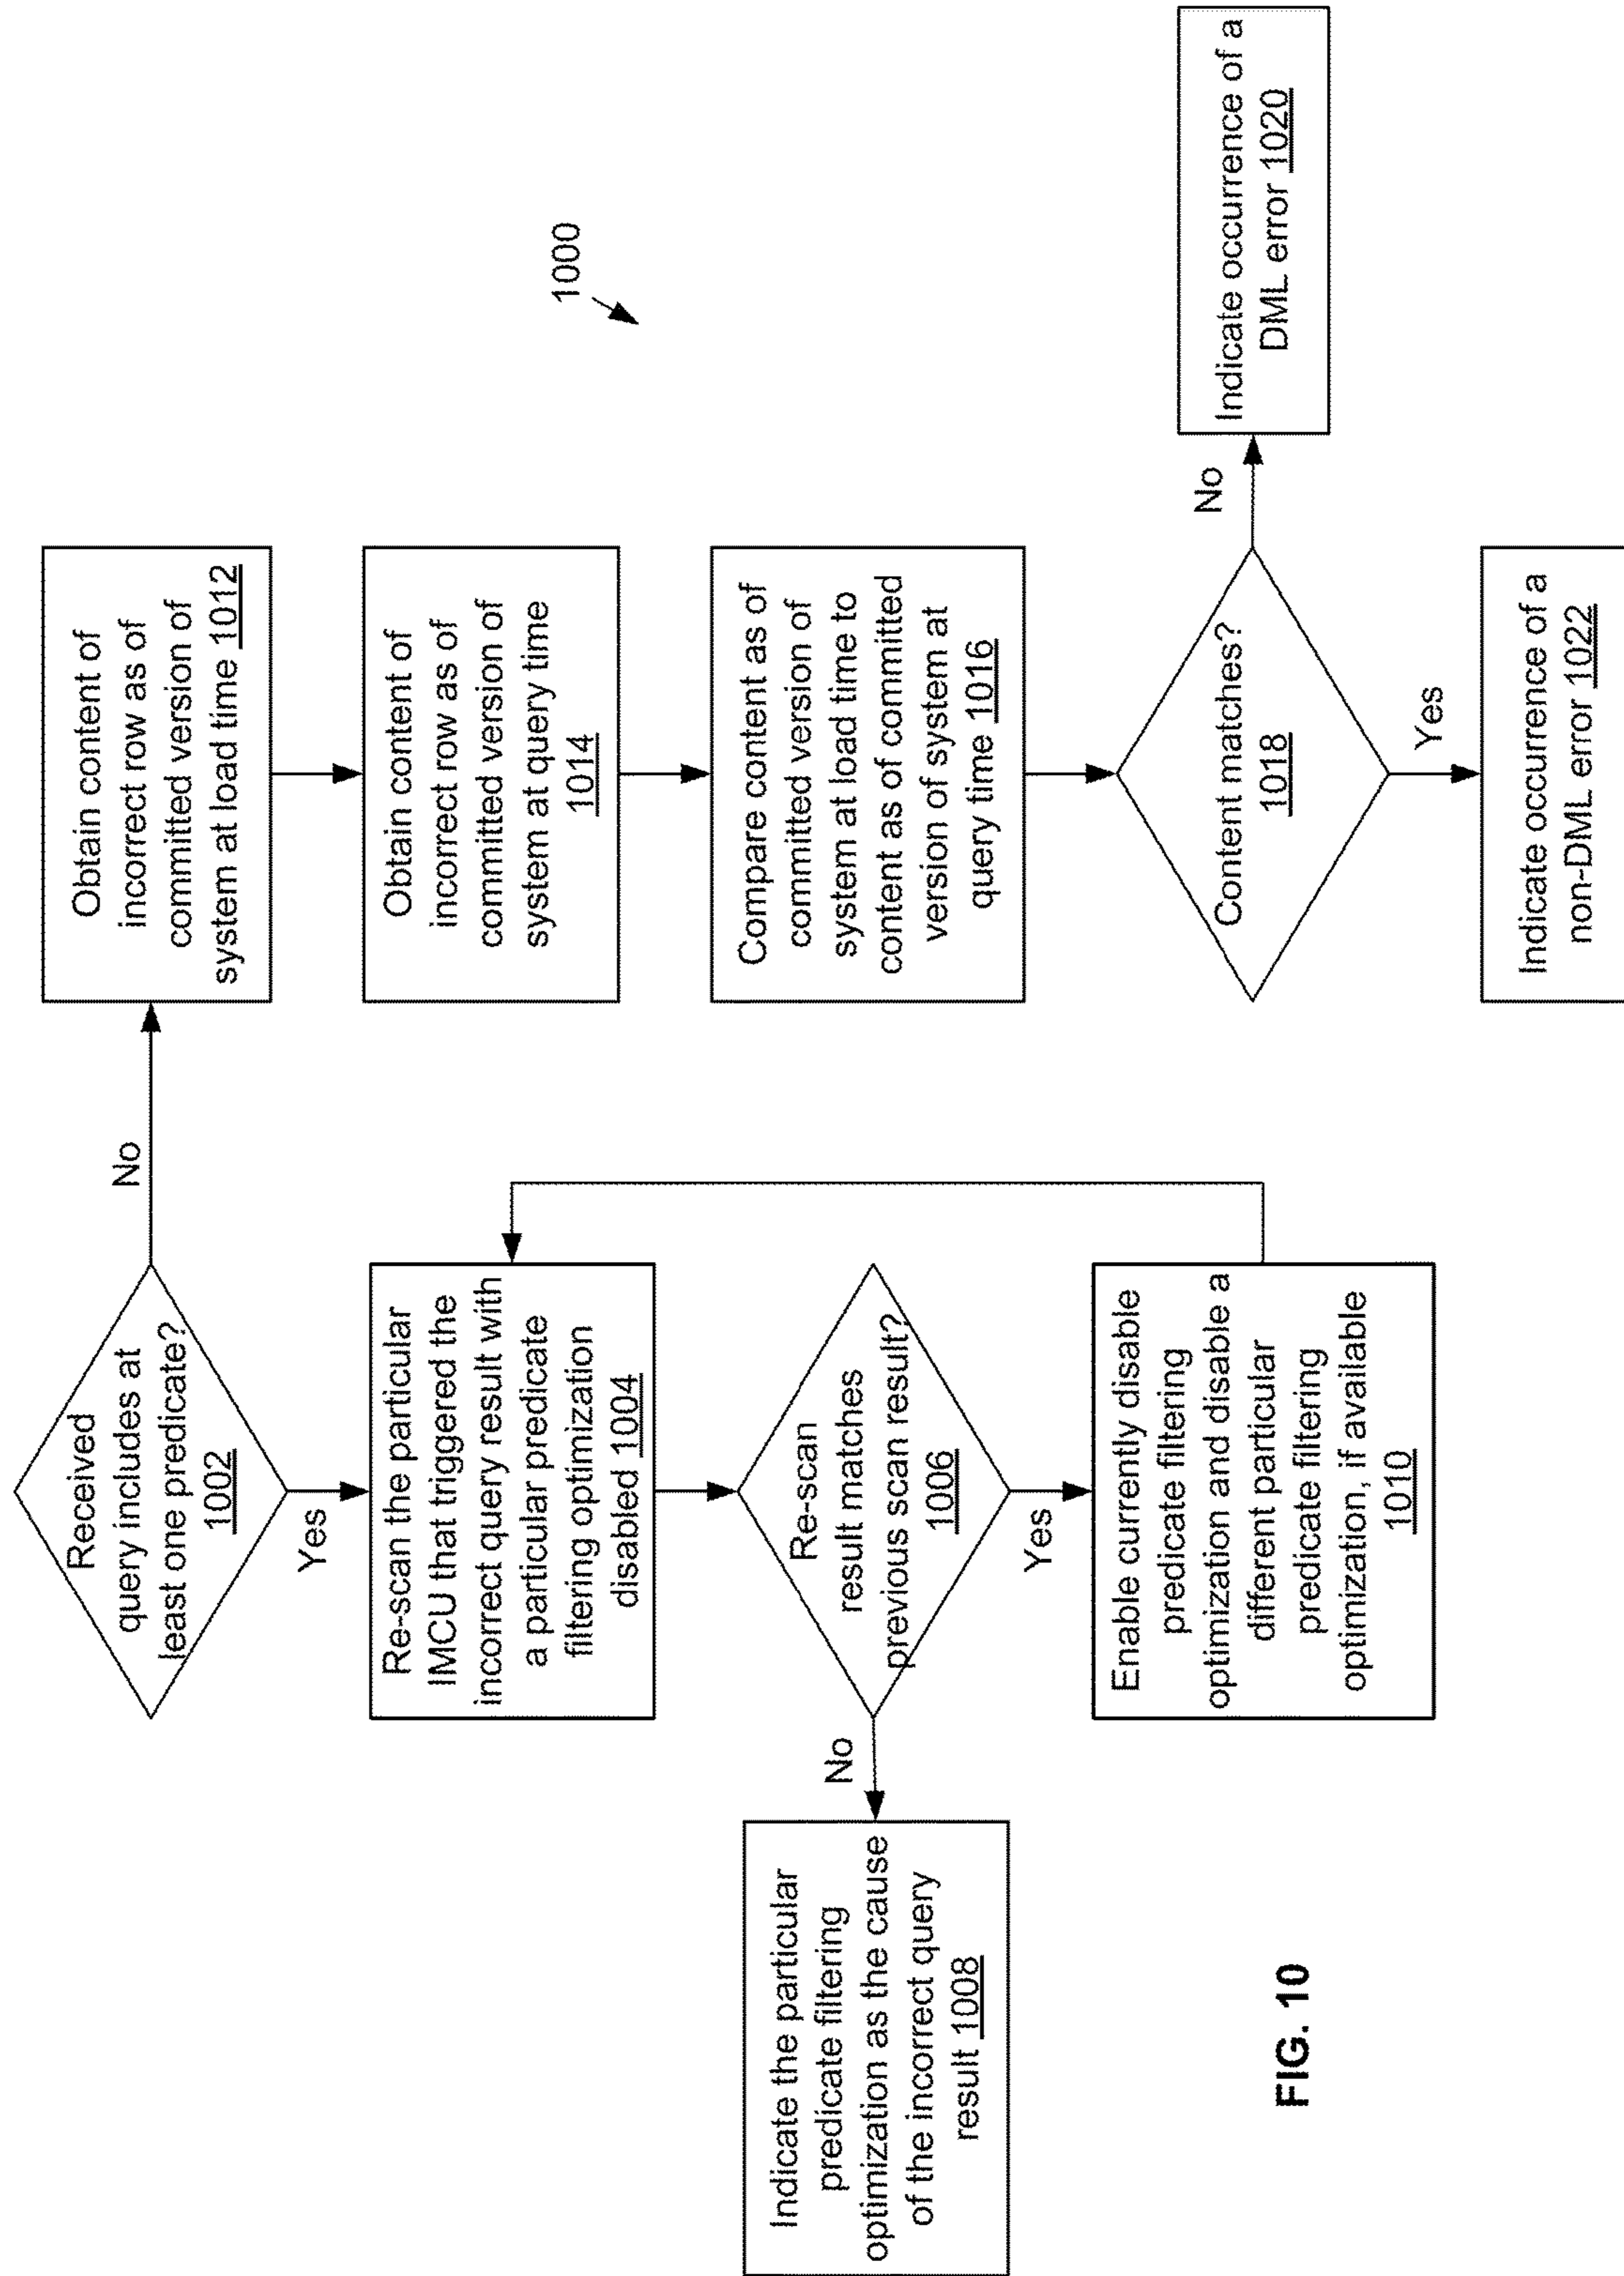 Received
query includes at
least one predicate?
1002
No
Yes
Re-scan the particular
IMCU that triggered the
incorrect query result with
a particular predicate
filtering optimization
disabled 1004
Re-scan
result matches
previous scan result?
1006
No
Yes
Indicate the particular
predicate filtering
optimization as the cause
of the incorrect query
result 1008
Enable currently disable
predicate filtering
optimization and disable a
different particular
predicate filtering
optimization, if available
1010
Obtain content of
incorrect row as of
committed version of
system at load time 1012
Obtain content of
incorrect row as of
committed version of
system at query time
1014
Compare content as of
committed version of
system at load time to
content as of committed
version of system at
query time 1016
Content matches?
1018
No
Yes
Indicate occurrence of a
DML error 1020
Indicate occurrence of a
non-DML error 1022
1000
FIG. 10